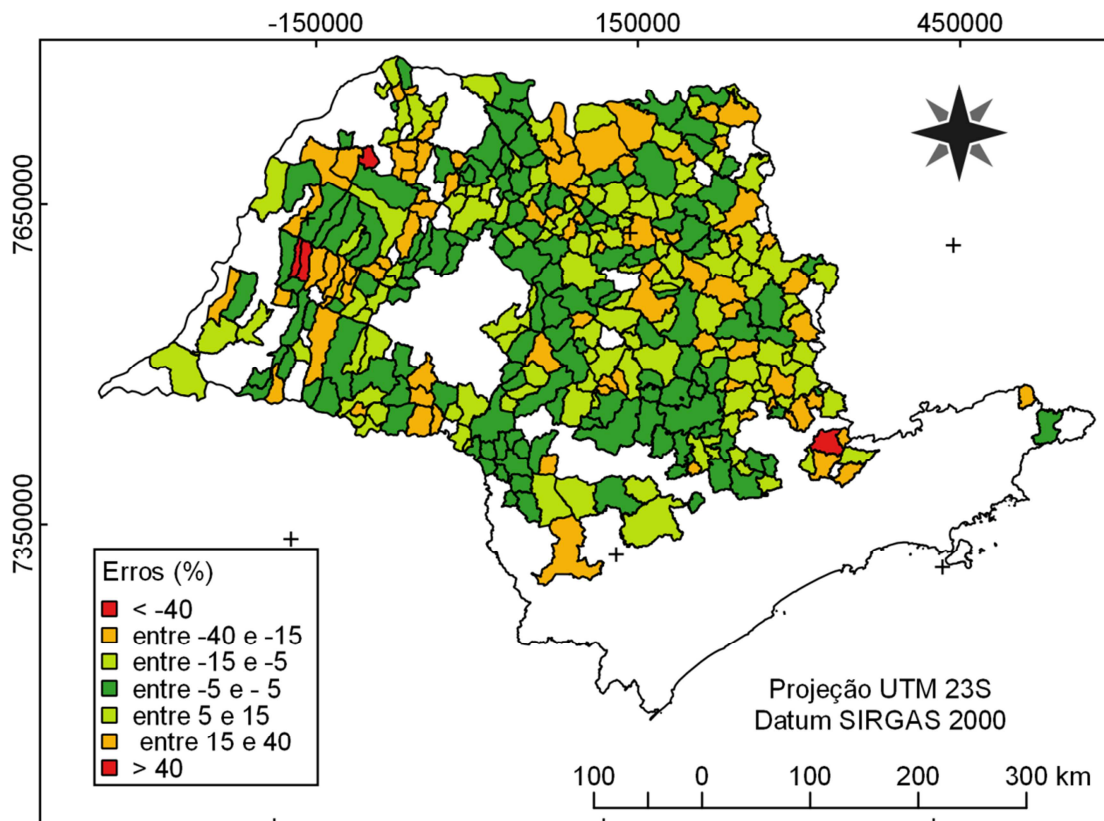 -150000 150000 450000
7650000
7350000
Erros (%)
< -40
entre -40 e -15
entre -15 e -5
entre -5 e - 5
entre 5 e 15
entre 15 e 40
> 40
Projeção UTM 23S
Datum SIRGAS 2000
100 0 100 200 300 km